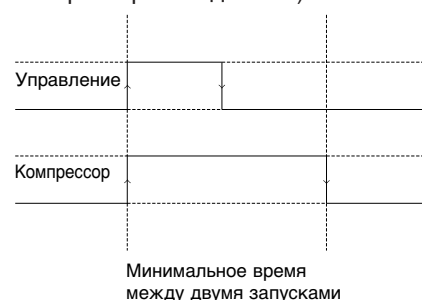 Управление
Компрессор
Минимальное время
между двумя запусками